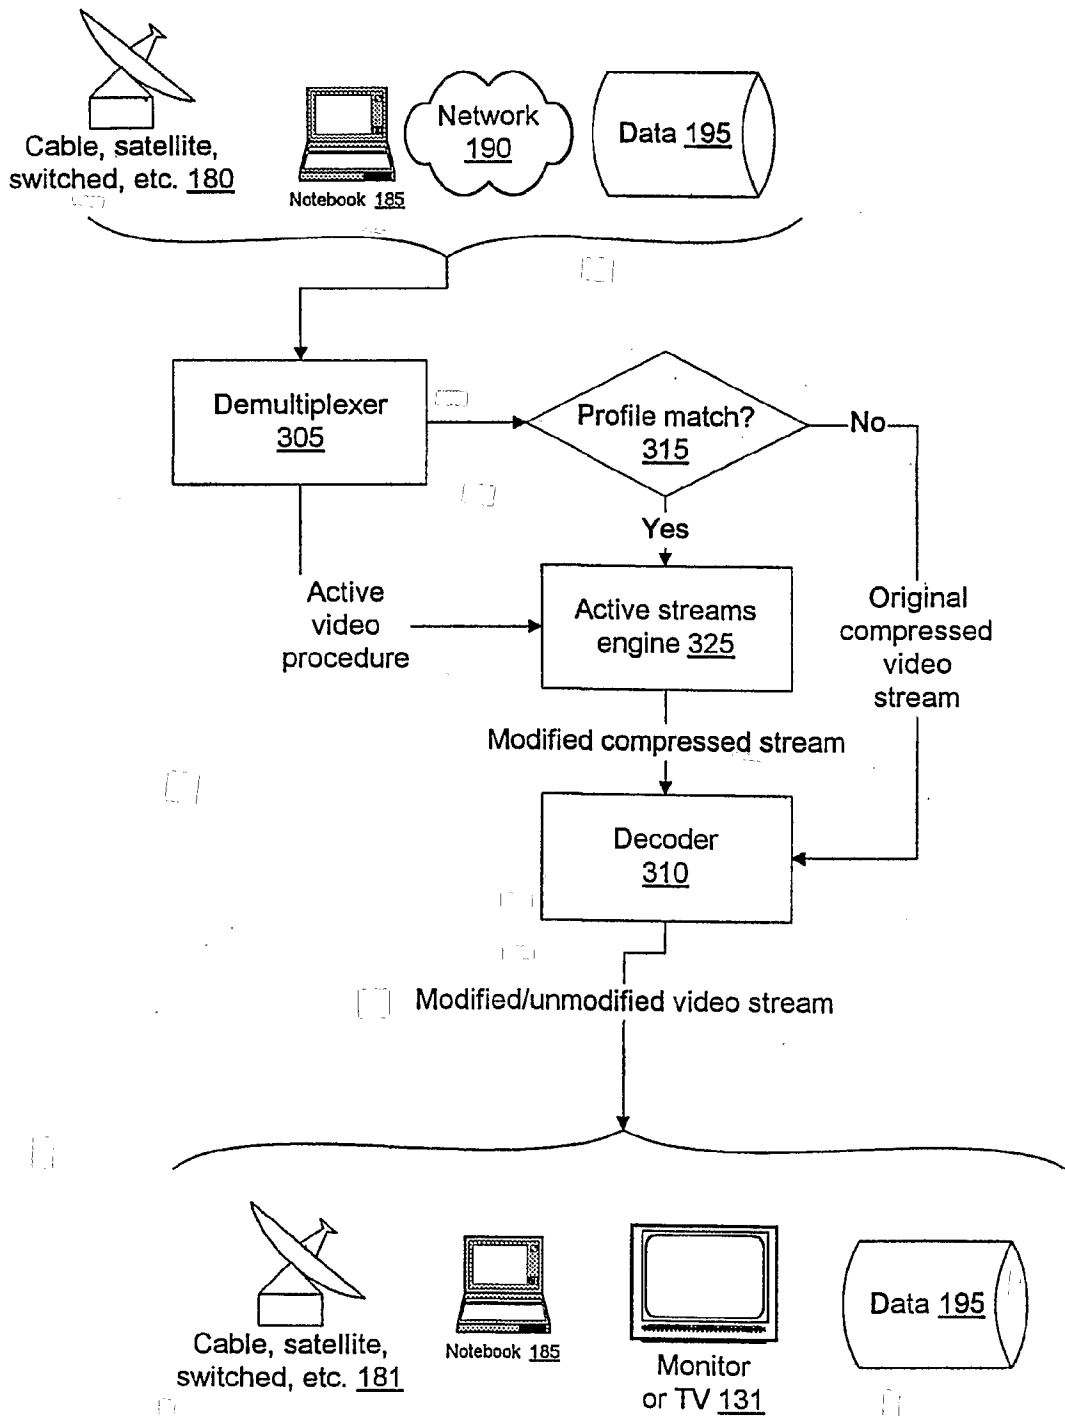 Cable, satellite,
switched, etc. 180
Notebook 185
Network
190
Data 195
Demultiplexer
305
Profile match?
315
No
Yes
Active
video
procedure
Active streams
engine 325
Original
compressed
video
stream
Modified compressed stream
Decoder
310
Modified/unmodified video stream
Cable, satellite,
switched, etc. 181
Notebook 185
Monitor
or TV 131
Data 195